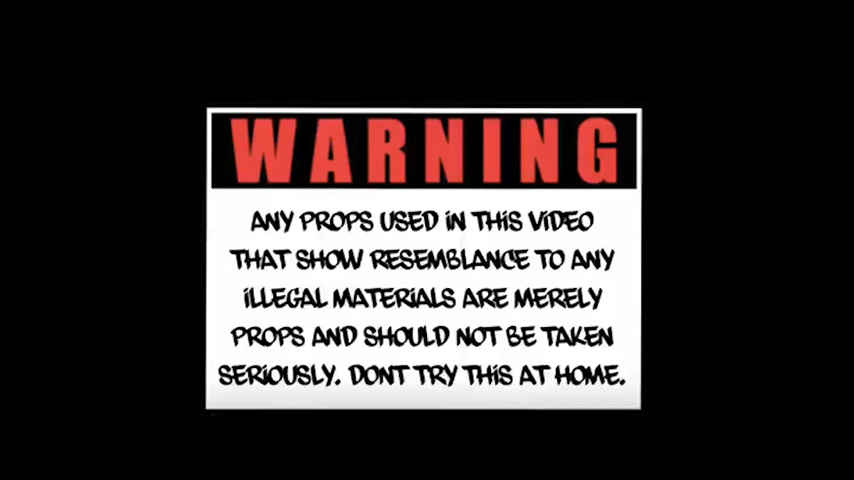 WARNING
ANY PROPS USED IN THIS VIDEO
THAT SHOW RESEMBLANCE TO ANY
ILLEGAL MATERIALS ARE MERELY
PROPS AND SHOULD NOT BE TAKEN
SERIOUSLY. DONT TRY THIS AT HOME.